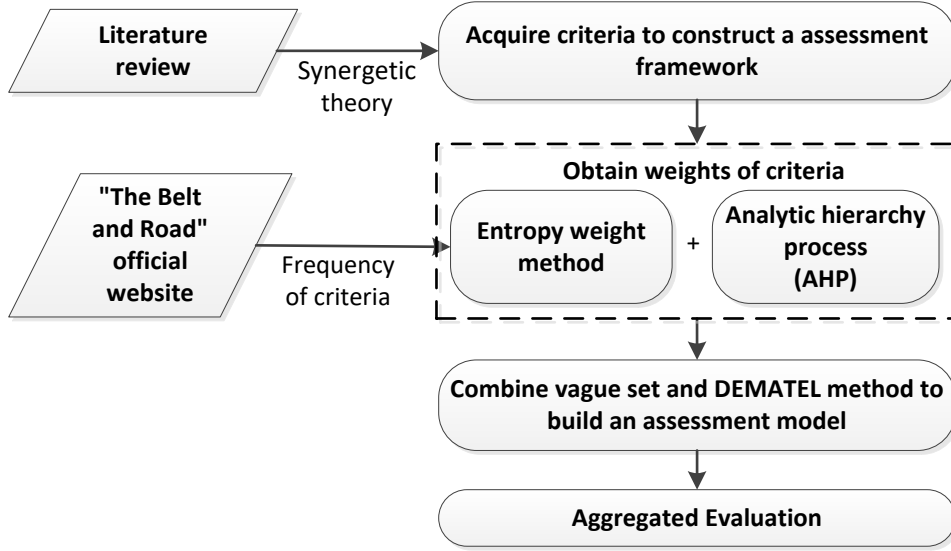 Literature
review
Synergetic
theory
Acquire criteria to construct a assessment
framework
"The Belt
and Road"
official
website
Frequency
of criteria
Obtain weights of criteria
Entropy weight
method
+
Analytic hierarchy
process
(AHP)
Combine vague set and DEMATEL method to
build an assessment model
Aggregated Evaluation